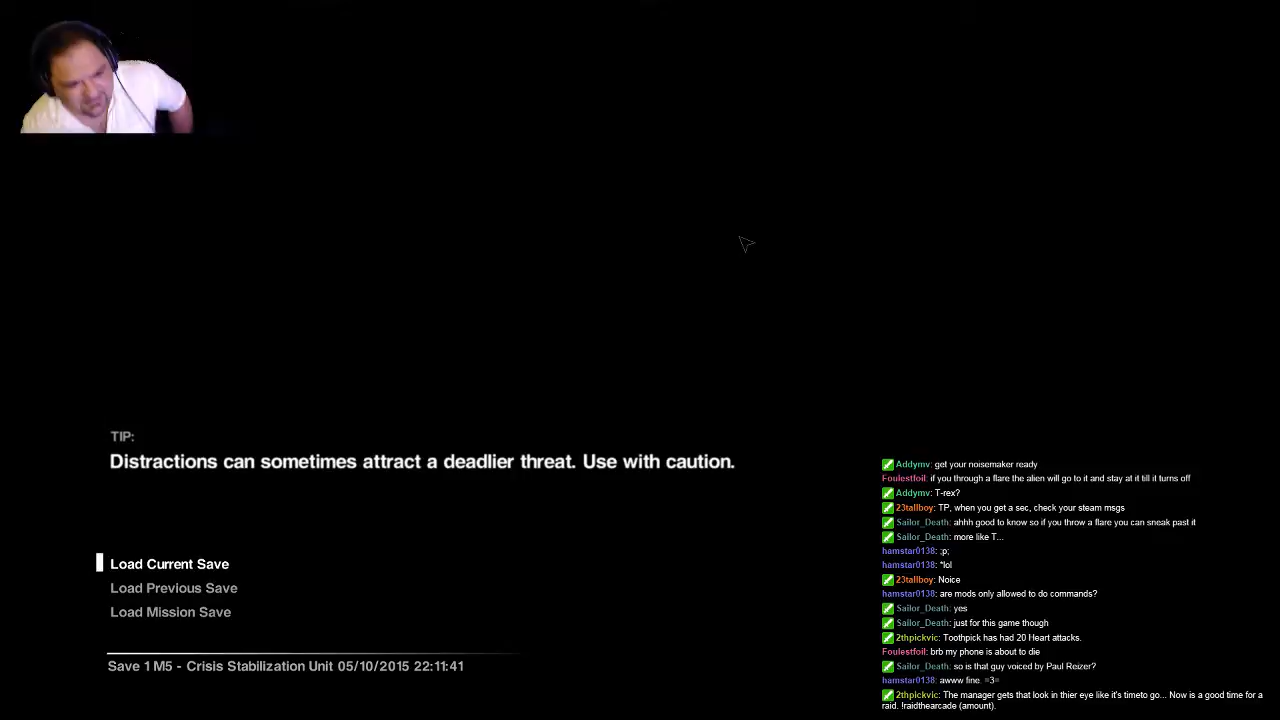 TIP:
Distractions can sometimes attract a deadlier threat. Use with caution.
Load Current Save
Load Previous Save
Load Mission Save
Save 1 M5 - Crisis Stabilization Unit 05/10/2015 22:11:41
Addymv: get your noisemaker ready
Foulestfoil: if you through a flare the alien will go to it and stay at it till it turns off
Addymv: T-rex?
23tallboy: TP, when you get a sec, check your steam msgs
Sailor_Death: ahhh good to know so if you throw a flare you can sneak past it
Sailor_Death: more like T...
hamstar0138: ;p;
hamstar0138: *lol
23tallboy: Noice
hamstar0138: are mods only allowed to do commands?
Sailor_Death: yes
Sailor_Death: just for this game though
2thpickvic: Toothpick has had 20 Heart attacks.
Foulestfoil: brb my phone is about to die
Sailor_Death: so is that guy voiced by Paul Reizer?
hamstar0138: awww fine. =3=
2thpickvic: The manager gets that look in thier eye like it's timeto go... Now is a good time for a
raid. !raidthearcade (amount).